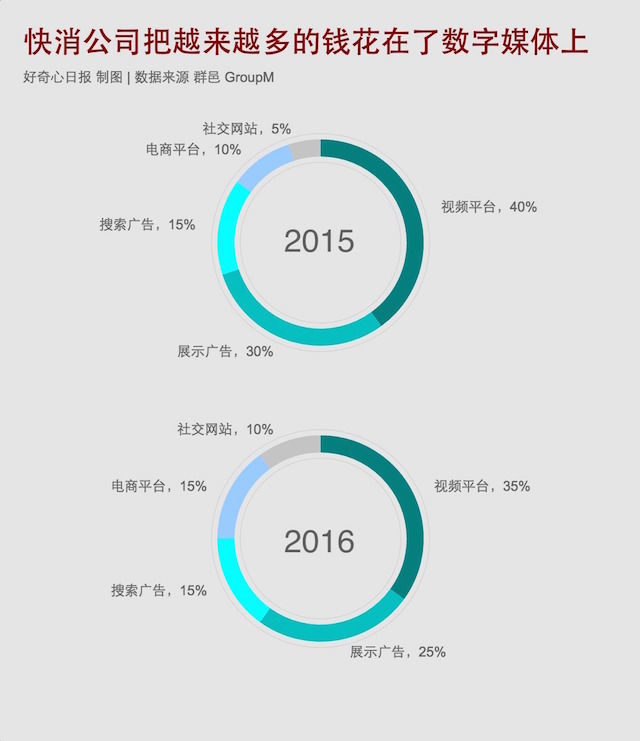 快消公司把越来越多的钱花在了数字媒体上
好奇心日报 制图 | 数据来源 群邑 GroupM
社交网站，5%
电商平台，10%
视频平台，40%
搜索广告，15%
2015
展示广告，30%
社交网站，10%
电商平台，15%
视频平台，35%
2016
搜索广告，15%
展示广告，25%